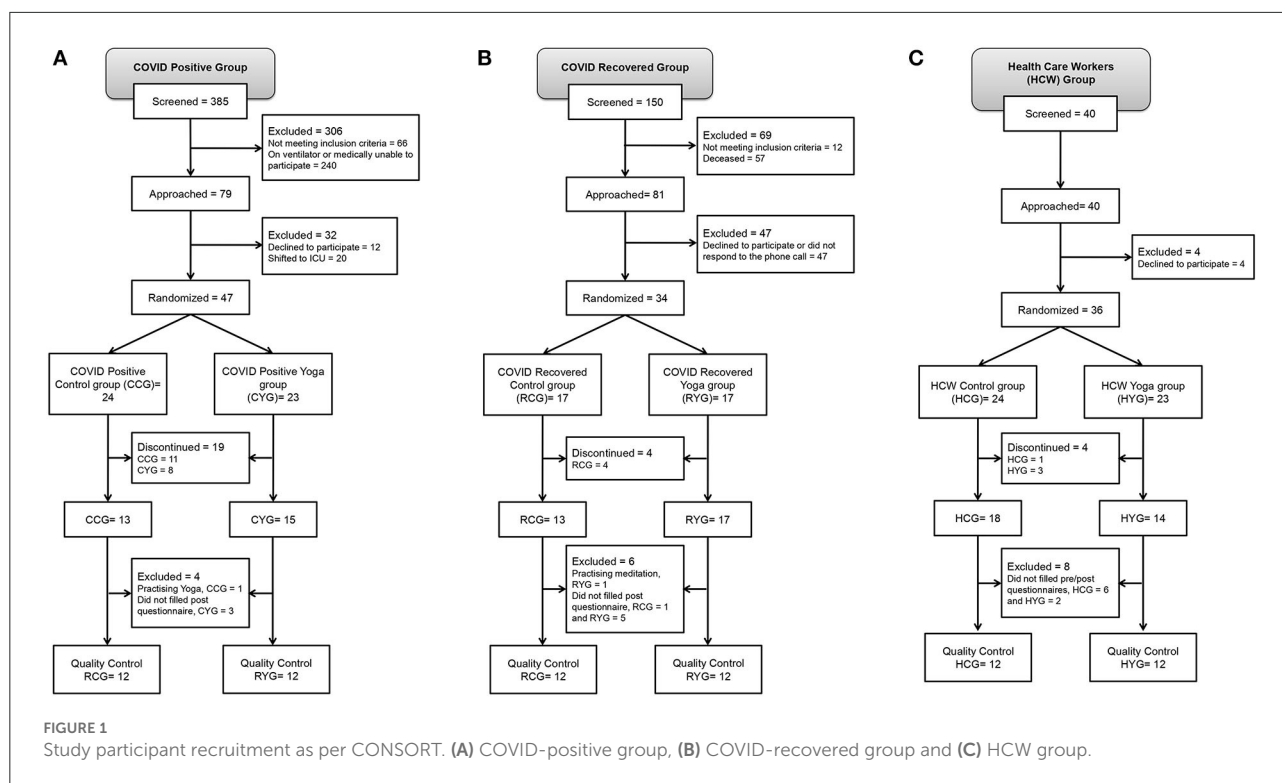 A
COVID Positive Group
Screened = 385
Excluded = 306
Not meeting inclusion criteria = 66
On ventilator or medically unable to
participate = 240
Approached = 79
Excluded = 32
Declined to participate = 12
Shifted to ICU = 20
Randomized = 47
COVID Positive
Control group (CCG)=
24
COVID Positive Yoga
group
(CYG)= 23
Discontinued = 19
CCG = 11
CYG = 8
CCG= 13
CYG= 15
Excluded = 4
Practising Yoga, CCG = 1
Did not filled post
questionnaire, CYG = 3
Quality Control
RCG= 12
Quality Control
RYG= 12
B
COVID Recovered Group
Screened = 150
Excluded = 69
Not meeting inclusion criteria = 12
Deceased = 57
Approached= 81
Excluded = 47
Declined to participate or did not
respond to the phone call = 47
Randomized = 34
COVID Recovered
Control group
(RCG)= 17
COVID Recovered
Yoga group
(RYG)= 17
Discontinued = 4
RCG = 4
RCG= 13
RYG= 17
Excluded = 6
Practising meditation,
RYG = 1
Did not filled post
questionnaire, RCG = 1
and RYG = 5
Quality Control
RCG= 12
Quality Control
RYG= 12
C
Health Care Workers
(HCW) Group
Screened = 40
Approached= 40
Excluded = 4
Declined to participate = 4
Randomized = 36
HCW Control group
(HCG)= 24
HCW Yoga group
(HYG)= 23
Discontinued = 4
HCG = 1
HYG = 3
HCG= 18
HYG= 14
Excluded = 8
Did not filled pre/post
questionnaires, HCG = 6
and HYG = 2
Quality Control
HCG= 12
Quality Control
HYG= 12
FIGURE 1
Study participant recruitment as per CONSORT. (A) COVID-positive group, (B) COVID-recovered group and (C) HCW group.